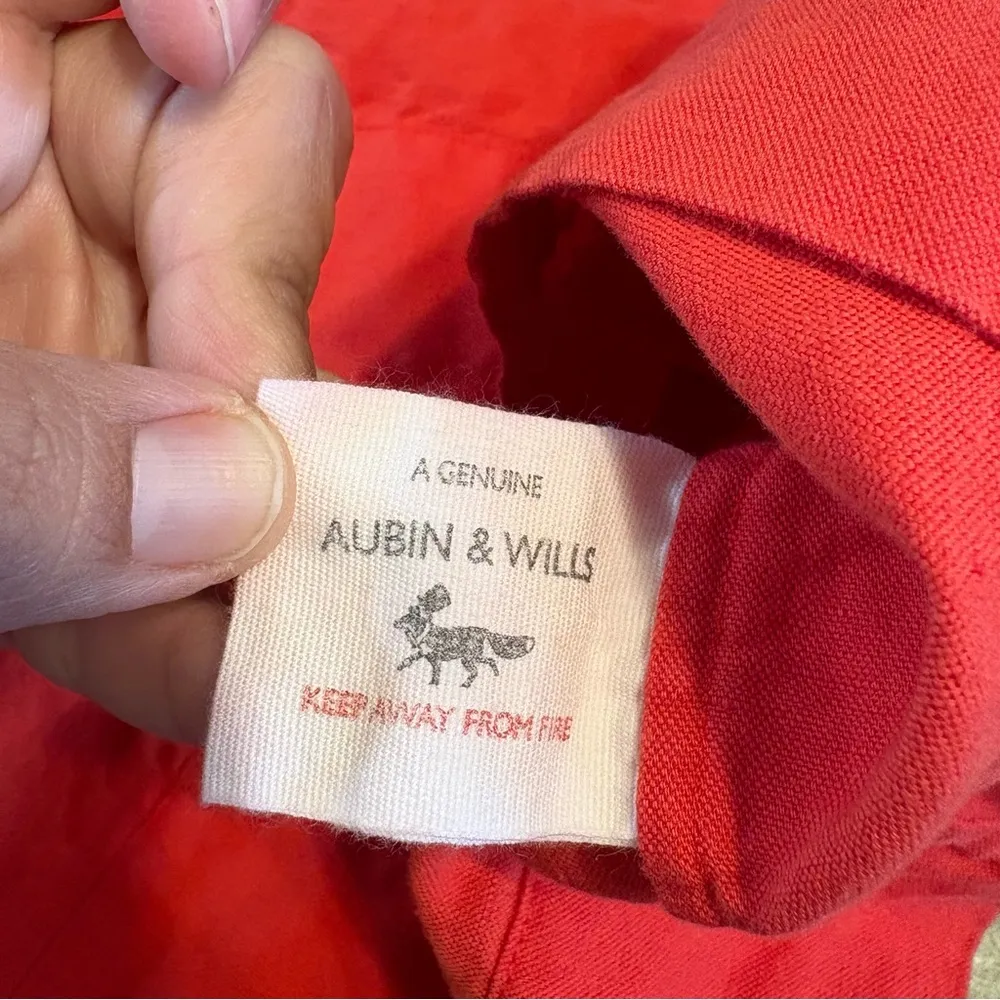 A GENUINE
AUBIN & WILLS
KEEP AWAY FROM FIRE